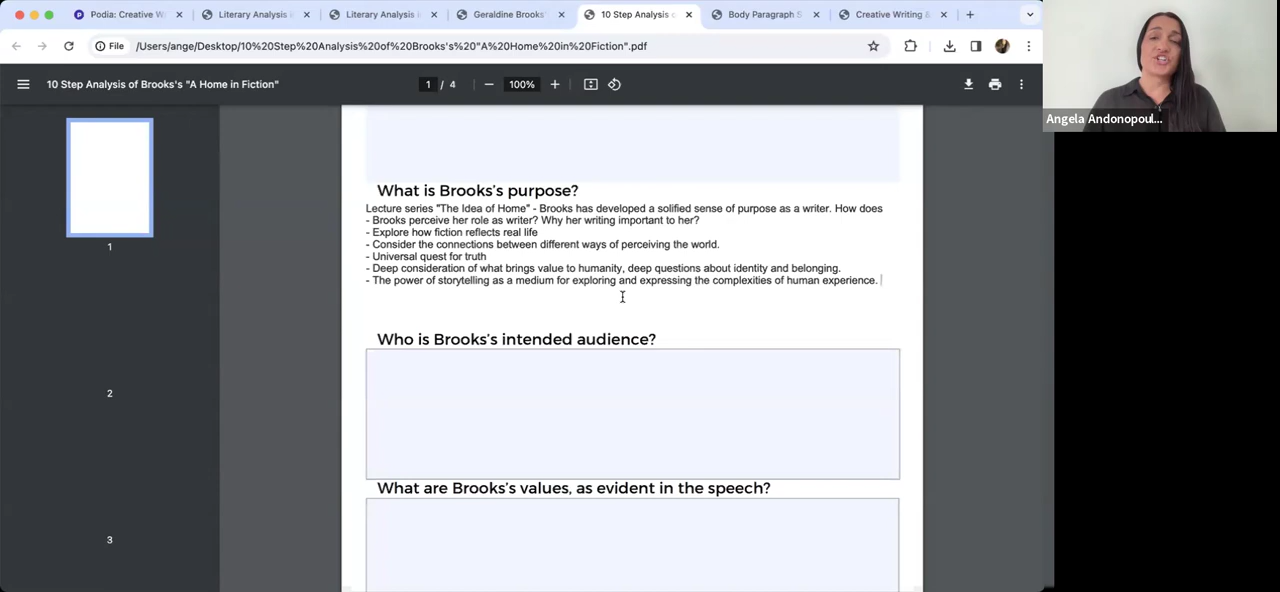 Podia: Creative W
Literary Analysis i
Literary Analysis i
Geraldine Brooks'
10 Step Analysis o
Body Paragraph S
Creative Writing &
File /Users/ange/Desktop/10%20Step%20Analysis%20of%20Brooks's%20"A%20Home%20in%20Fiction".pdf
10 Step Analysis of Brooks's "A Home in Fiction"
1 / 4
100%
Angela Andonopoul...
1
2
3
What is Brooks's purpose?
Lecture series "The Idea of Home" - Brooks has developed a solified sense of purpose as a writer. How does
- Brooks perceive her role as writer? Why her writing important to her?
- Explore how fiction reflects real life
- Consider the connections between different ways of perceiving the world.
- Universal quest for truth
- Deep consideration of what brings value to humanity, deep questions about identity and belonging.
- The power of storytelling as a medium for exploring and expressing the complexities of human experience.
Who is Brooks's intended audience?
What are Brooks's values, as evident in the speech?